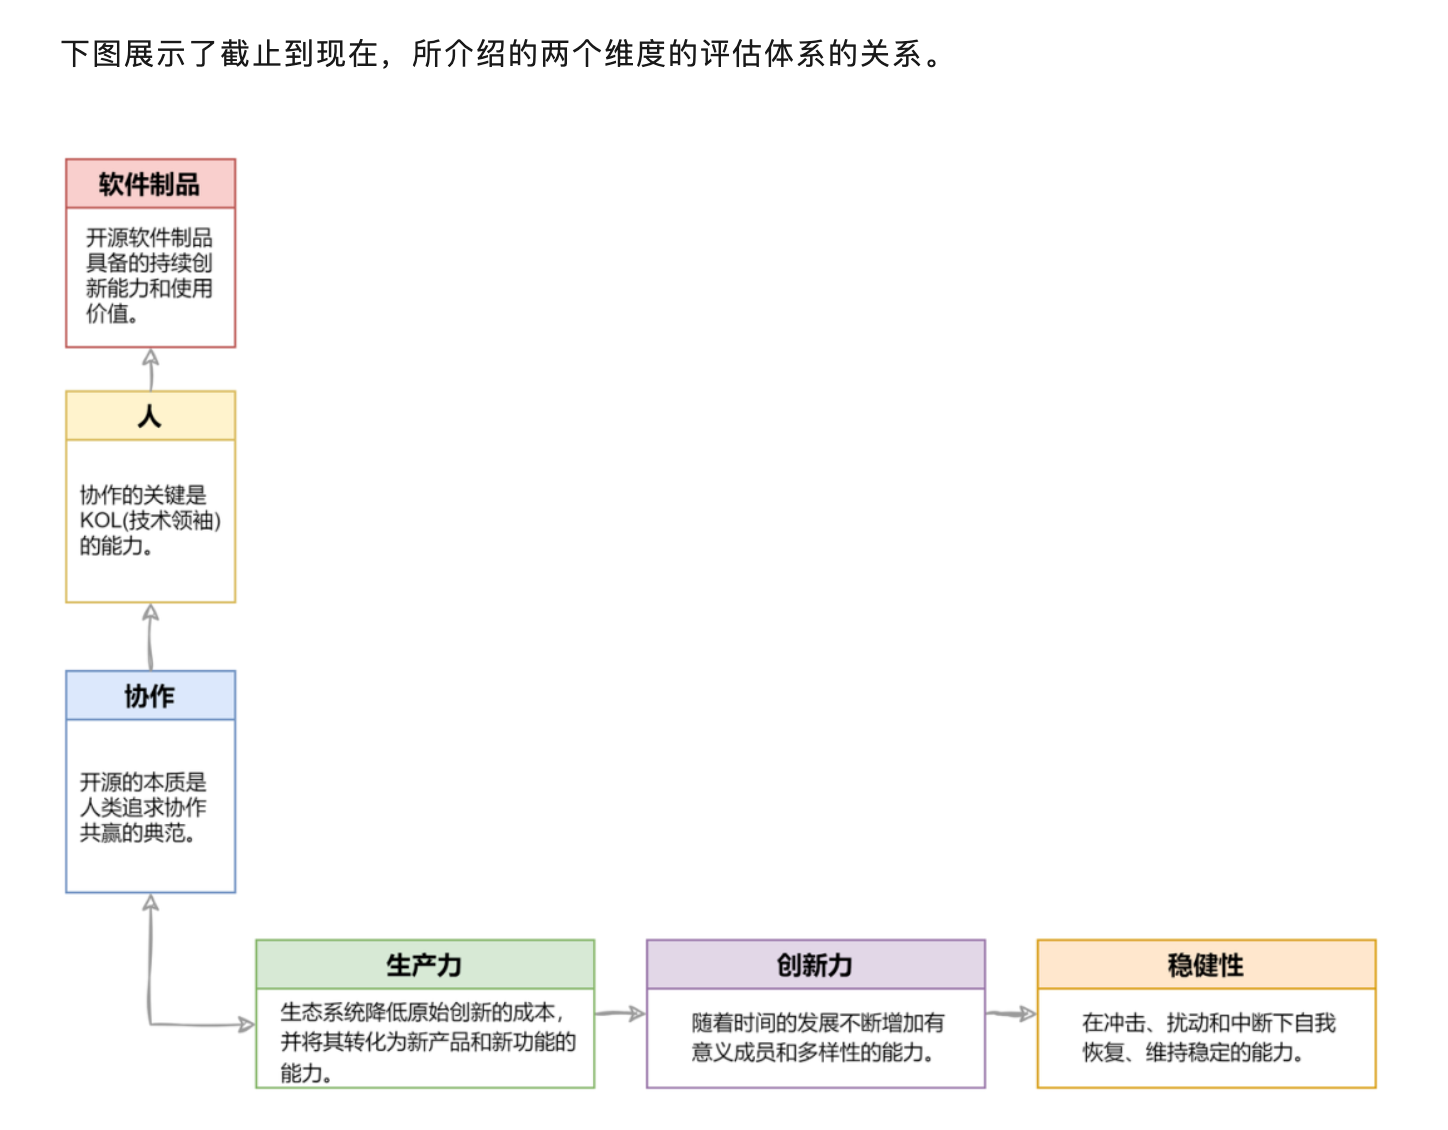 下图展示了截止到现在，所介绍的两个维度的评估体系的关系。
软件制品
开源软件制品
具备的持续创
新能力和使用
价值。
人
协作的关键是
KOL(技术领袖)
的能力。
协作
开源的本质是
人类追求协作
共赢的典范。
生产力
生态系统降低原始创新的成本，
并将其转化为新产品和新功能的
能力。
创新力
随着时间的发展不断增加有
意义成员和多样性的能力。
稳健性
在冲击、扰动和中断下自我
恢复、维持稳定的能力。